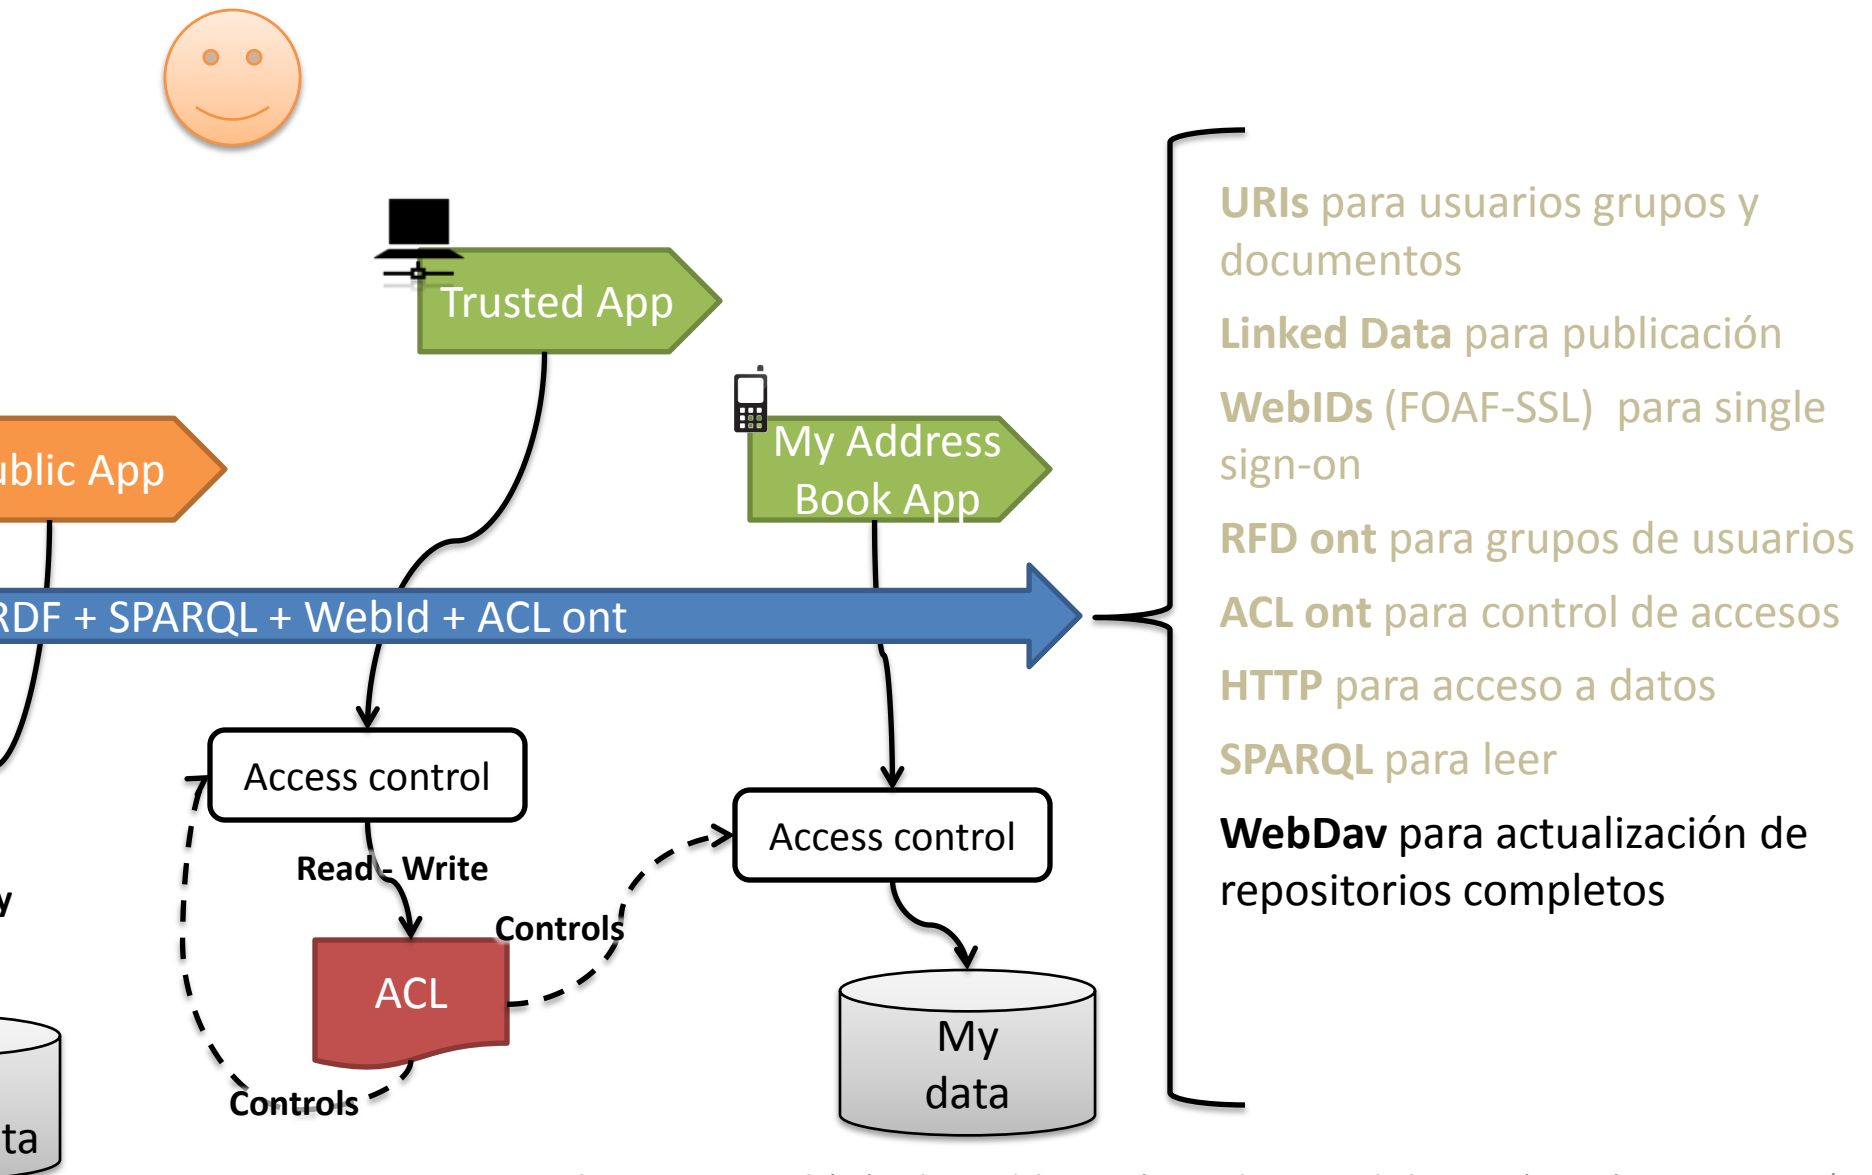 Trusted App
My Address
Book App
App
RDF + SPARQL + WebId + ACL ont
Access control
Read - Write
Controls
ACL
Controls
Access control
My
data
URIs para usuarios grupos y
documentos
Linked Data para publicación
WebIDs (FOAF-SSL) para single
sign-on
RFD ont para grupos de usuarios
ACL ont para control de accesos
HTTP para acceso a datos
SPARQL para leer
WebDav para actualización de
repositorios completos